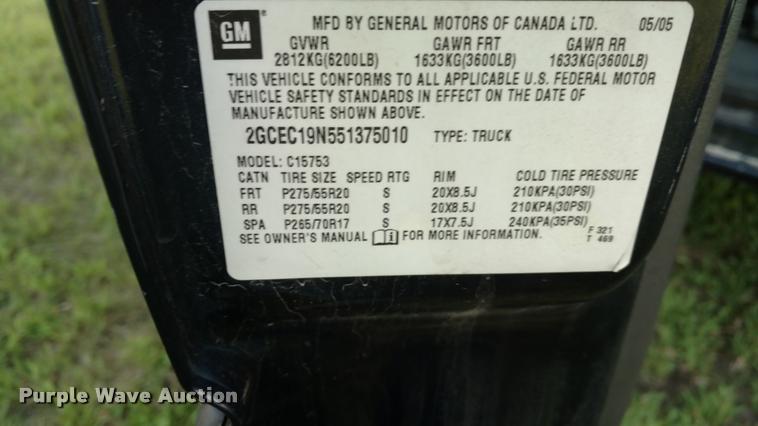 GM
MFD BY GENERAL MOTORS OF CANADA LTD. 05/05
GVWR GAWR FRT GAWR RR
2812KG(6200LB) 1633KG(3600LB) 1633KG(3600LB)
THIS VEHICLE CONFORMS TO ALL APPLICABLE U.S. FEDERAL MOTOR
VEHICLE SAFETY STANDARDS IN EFFECT ON THE DATE OF
MANUFACTURE SHOWN ABOVE.
2GCEC19N551375010 TYPE: TRUCK
MODEL: C15753
CATN TIRE SIZE SPEED RTG RIM COLD TIRE PRESSURE
FRT P275/55R20 S 20X8.5J 210KPA(30PSI)
RR P275/55R20 S 20X8.5J 210KPA(30PSI)
SPA P265/70R17 S 17X7.5J 240KPA(35PSI)
SEE OWNER'S MANUAL i FOR MORE INFORMATION. F 321
T 469
Purple Wave Auction